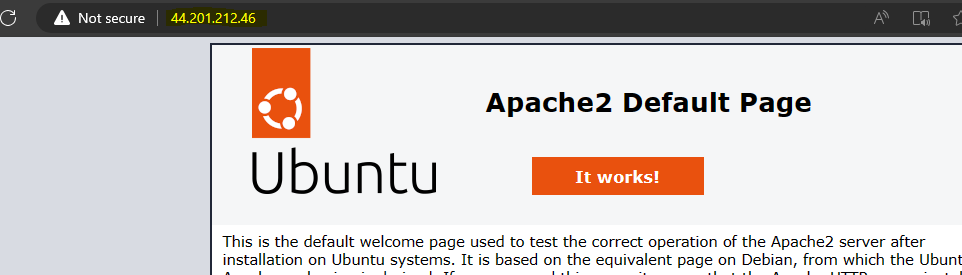 Not secure
44.201.212.46
Apache2 Default Page
Ubuntu
It works!
This is the default welcome page used to test the correct operation of the Apache2 server after
installation on Ubuntu systems. It is based on the equivalent page on Debian, from which the